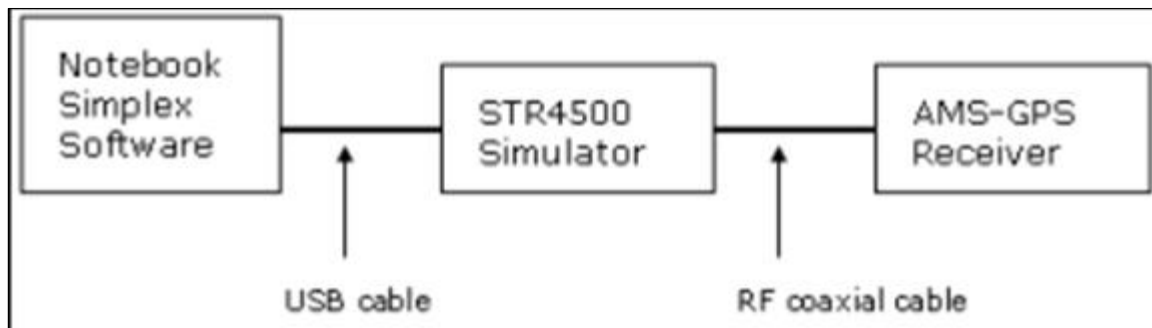 Notebook
Simplex
Software
STR4500
Simulator
AMS-GPS
Receiver
USB cable
RF coaxial cable